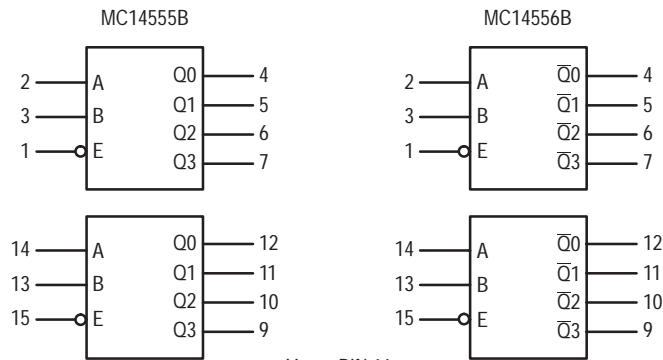 MC14555B
2 A Q0 4
3 B Q1 5
1 E Q2 6
Q3 7
14 A Q0 12
13 B Q1 11
15 E Q2 10
Q3 9
MC14556B
2 A Q̅0 4
3 B Q̅1 5
1 E Q̅2 6
Q̅3 7
14 A Q̅0 12
13 B Q̅1 11
15 E Q̅2 10
Q̅3 9